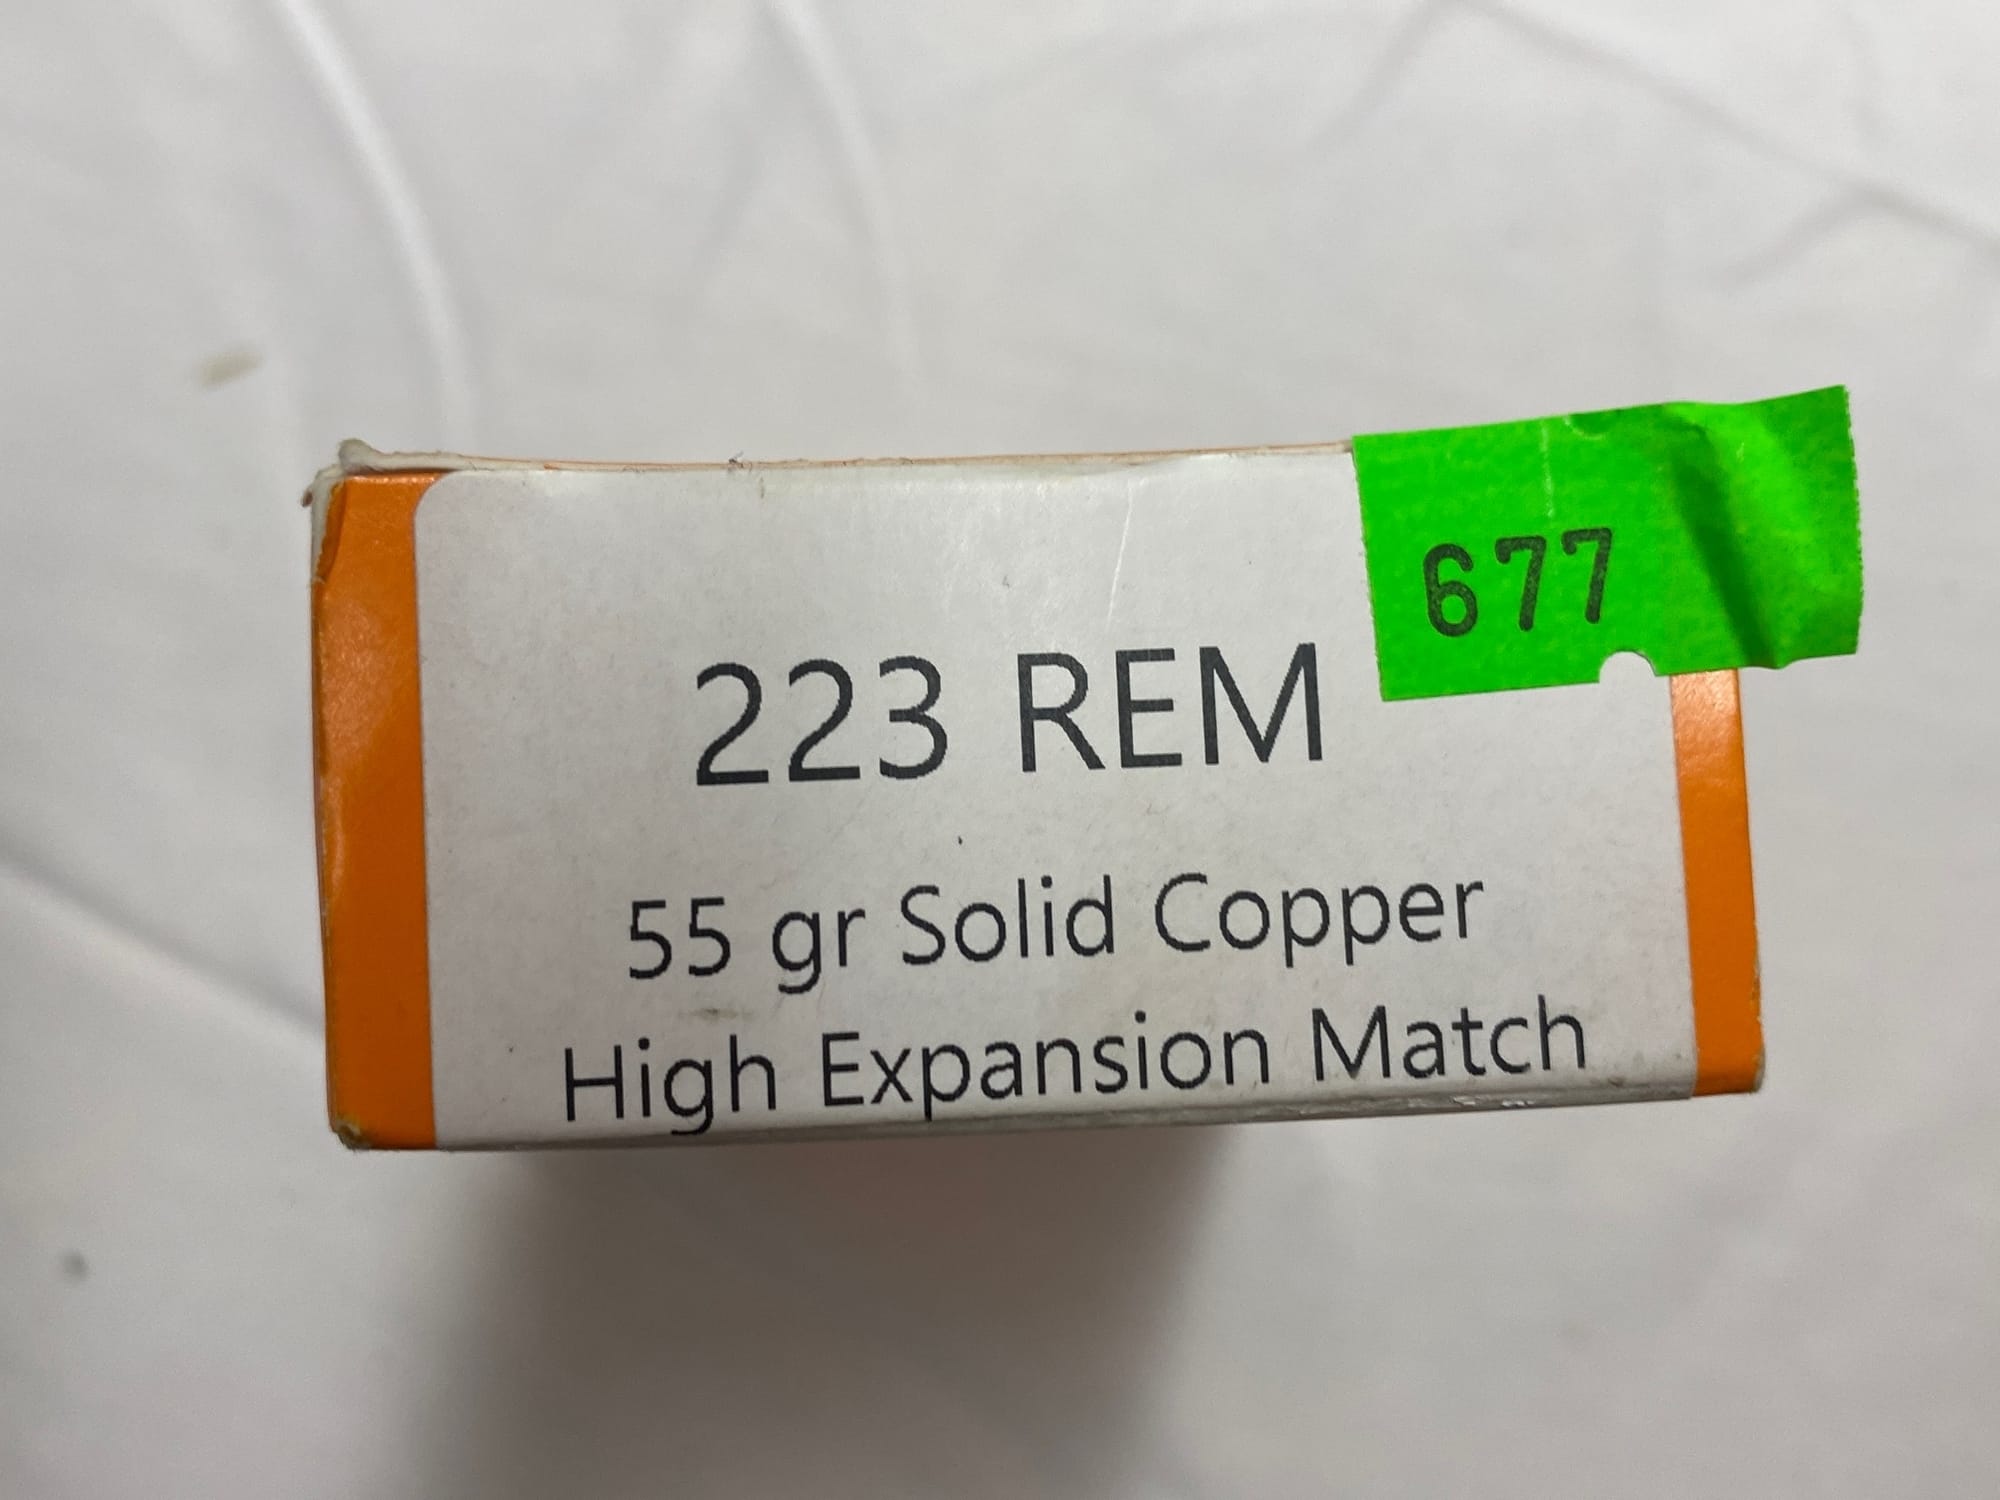 677
223 REM
55 gr Solid Copper
High Expansion Match